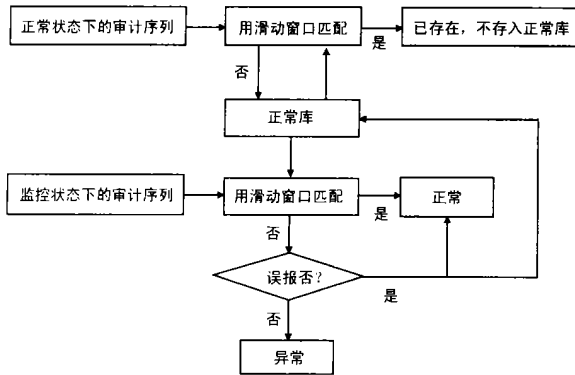 正常状态下的审计序列
用滑动窗口匹配
是
已存在，不存入正常库
否
正常库
监控状态下的审计序列
用滑动窗口匹配
是
正常
否
误报否?
是
否
异常